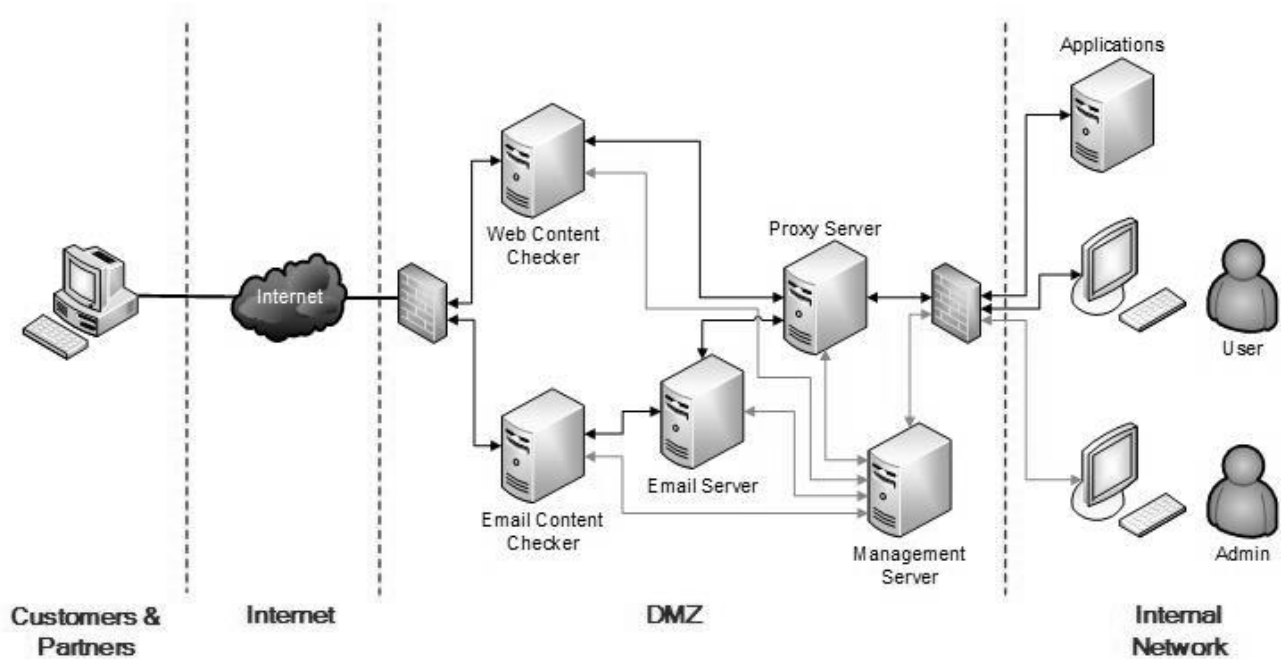 Applications
Web Content
Checker
Proxy Server
Internet
User
Email Server
Email Content
Checker
Management
Server
Admin
Customers &
Partners
Internet
DMZ
Internal
Network